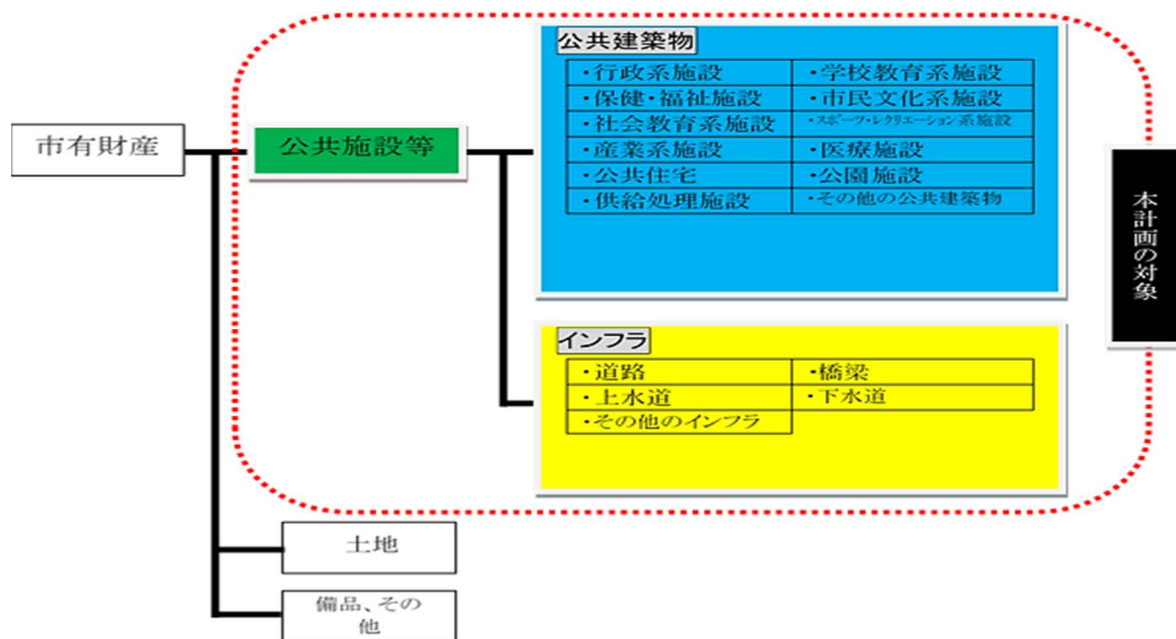 市有財産
公共施設等
公共建築物
・行政系施設
・学校教育系施設
・保健・福祉施設
・市民文化系施設
・社会教育系施設
・スポーツ・レクリエーション系施設
・産業系施設
・医療施設
・公共住宅
・公園施設
・供給処理施設
・その他の公共建築物
インフラ
・道路
・橋梁
・上水道
・下水道
・その他のインフラ
本計画の対象
土地
備品、その
他